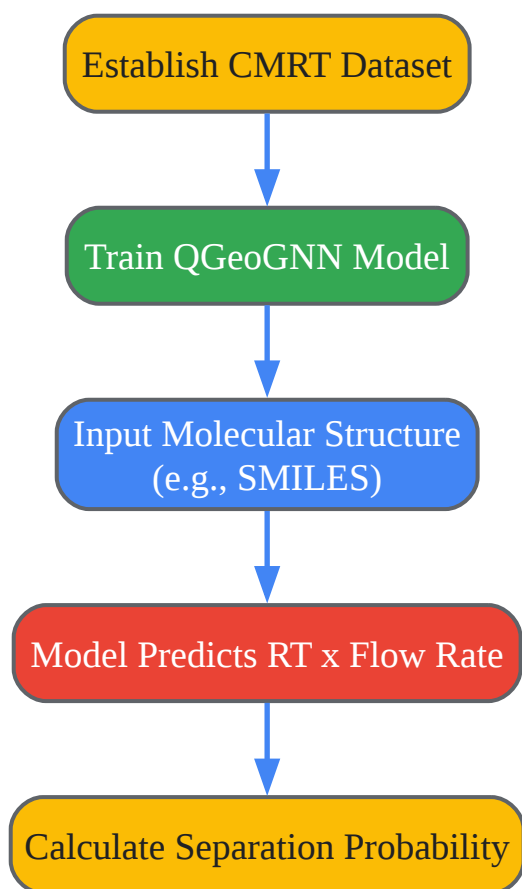 Establish CMRT Dataset
Train QGeoGNN Model
Input Molecular Structure
(e.g., SMILES)
Model Predicts RT x Flow Rate
Calculate Separation Probability